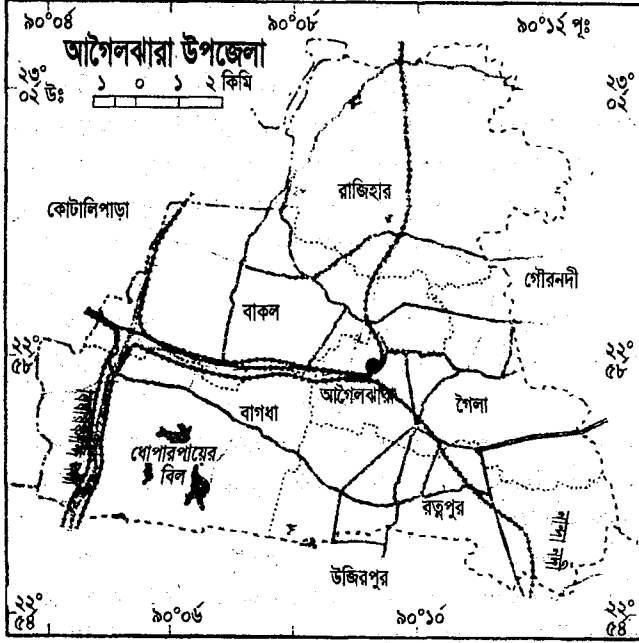 ৯০°০৪
৯০°০৮
৯০°১২ পূঃ
আগৈলঝারা উপজেলা
১ ০ ১ ২ কিমি
২৩°
০২ উঃ
২৩°
০২
রাজিহার
কোটালিপাড়া
গৌরনদী
বাকল
২২°
৫৮
২২°
৫৮
আগৈলঝারা
গৈলা
বাগধা
ধোপারপায়ের
বিল
রত্নপুর
নদী
উজিরপুর
২২°
৫৪
৯০°০৬
৯০°১০
২২°
৫৪